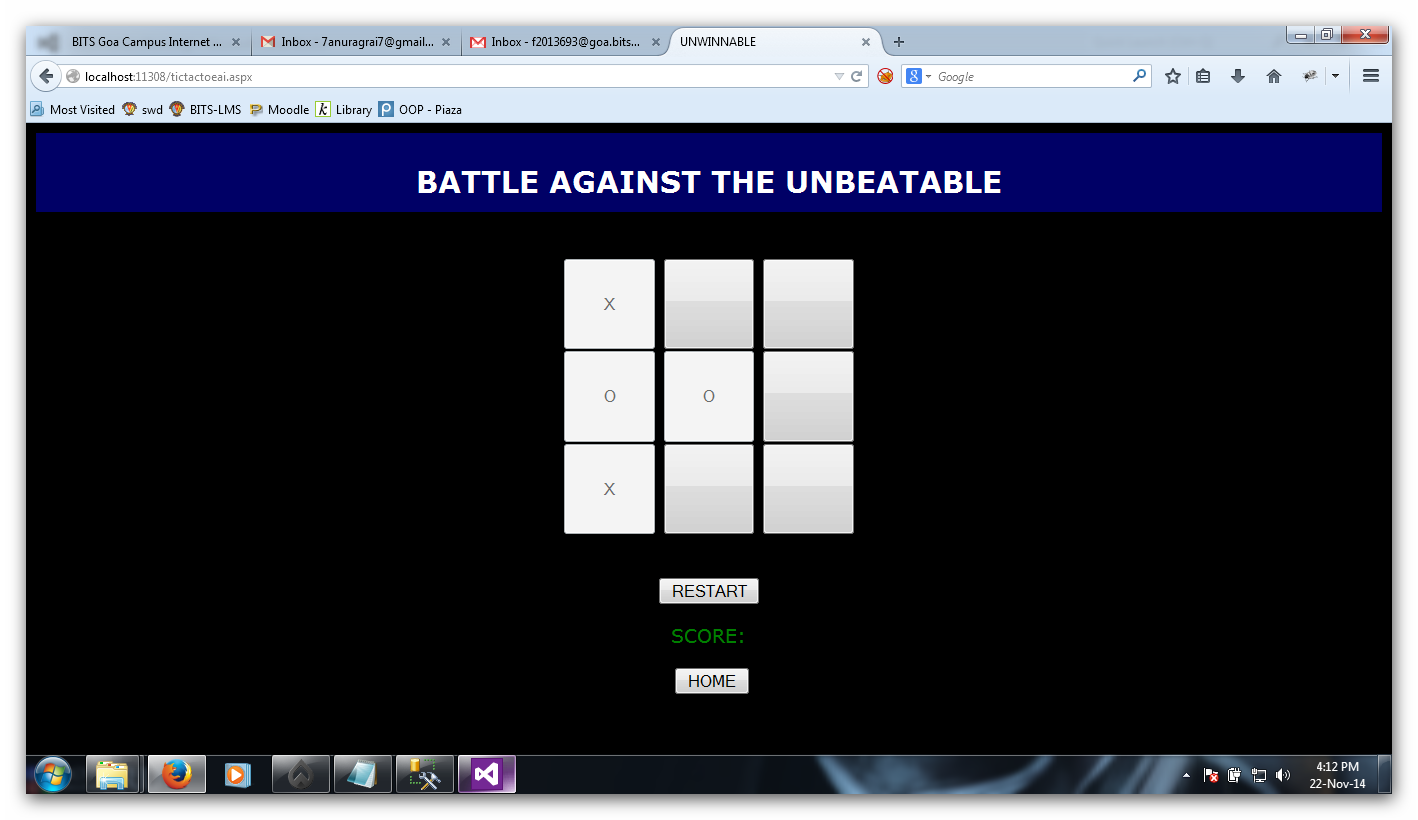 BITS Goa Campus Internet ... Inbox - 7anuragrai7@gmail... Inbox - f2013693@goa.bits... UNWINNABLE
localhost:11308/tictactoeai.aspx Google
Most Visited swd BITS-LMS Moodle Library OOP - Piaza
BATTLE AGAINST THE UNBEATABLE
X
O O
X
RESTART
SCORE:
HOME
4:12 PM
22-Nov-14